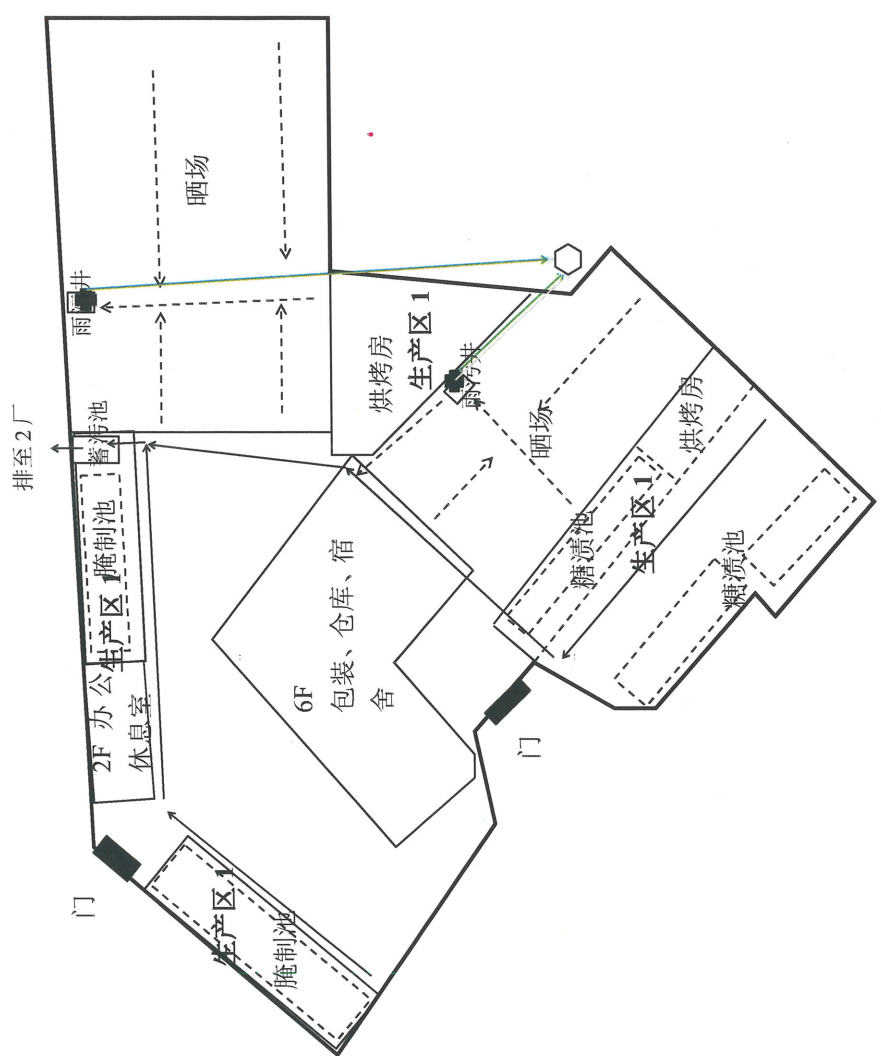 晒场
雨污井
烘烤房
生产区 1
雨污井
排至 2 厂
蓄污池
腌制池
生产区 1
晒场
烘烤房
生产区 1
糖渍池
糖渍池
2F 办公
休息室
6F
包装、仓库、宿
舍
门
门
生产区 1
腌制池